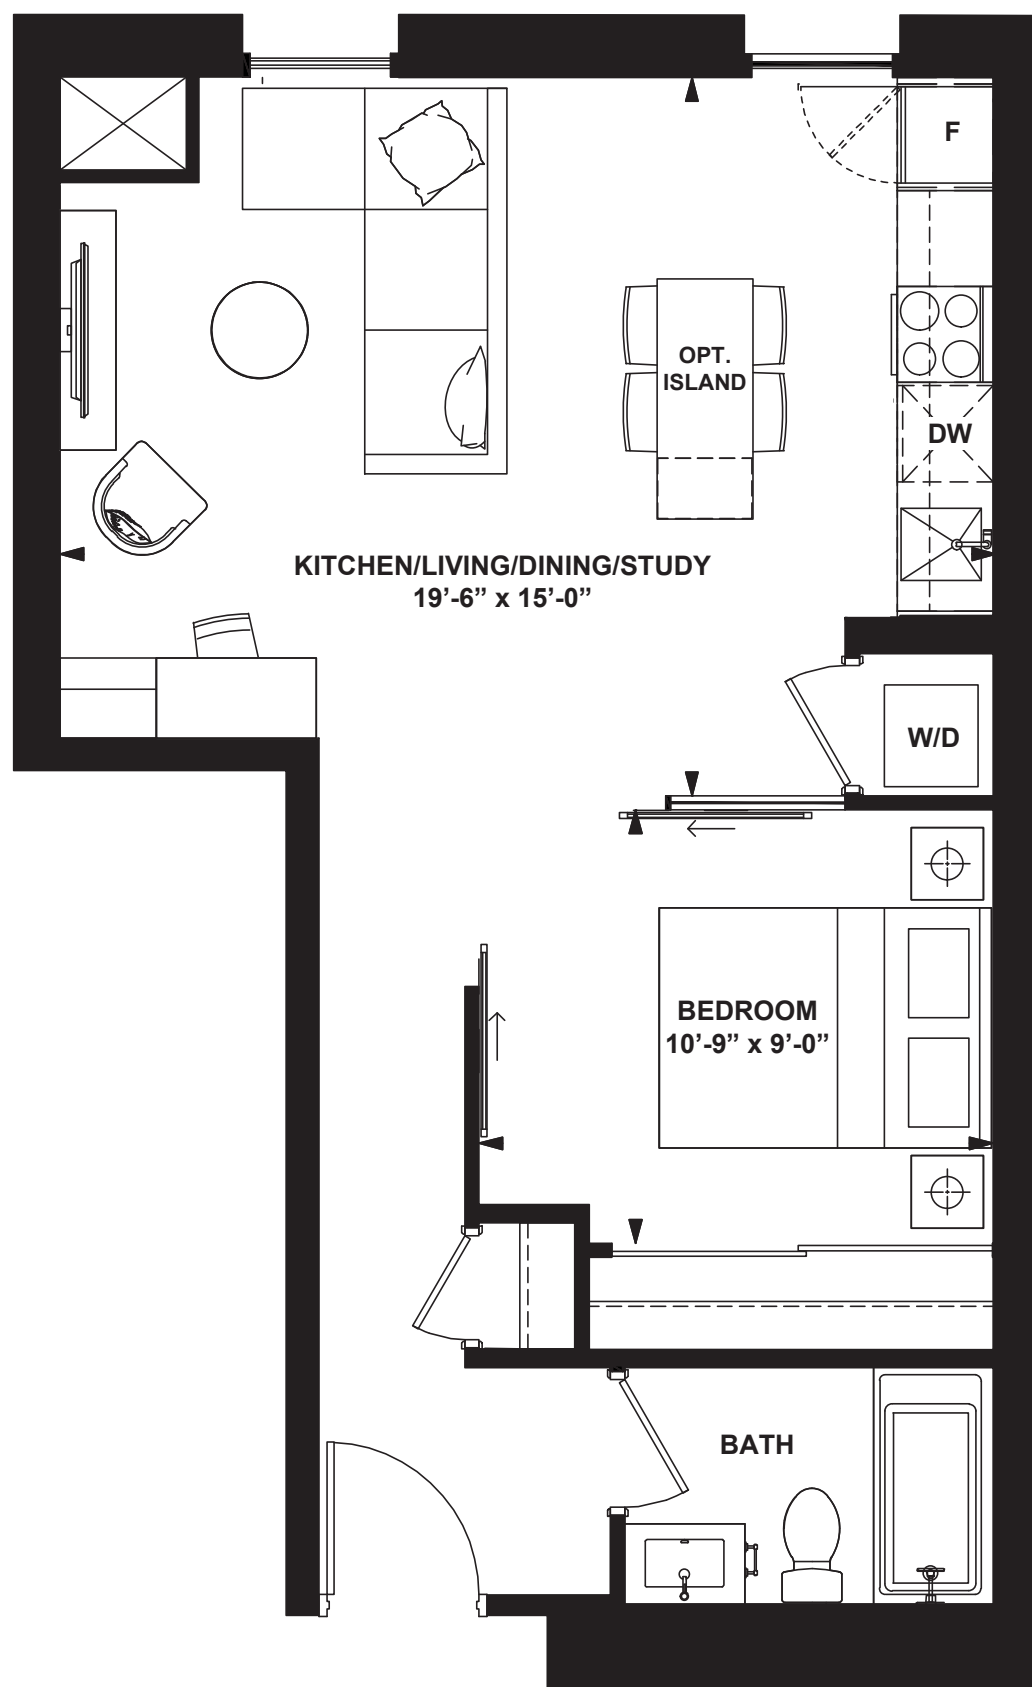 F
OPT.
ISLAND
DW
KITCHEN/LIVING/DINING/STUDY
19’-6” x 15’-0”
W/D
BEDROOM
10’-9” x 9’-0”
BATH